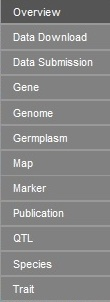 Overview
Data Download
Data Submission
Gene
Genome
Germplasm
Map
Marker
Publication
QTL
Species
Trait